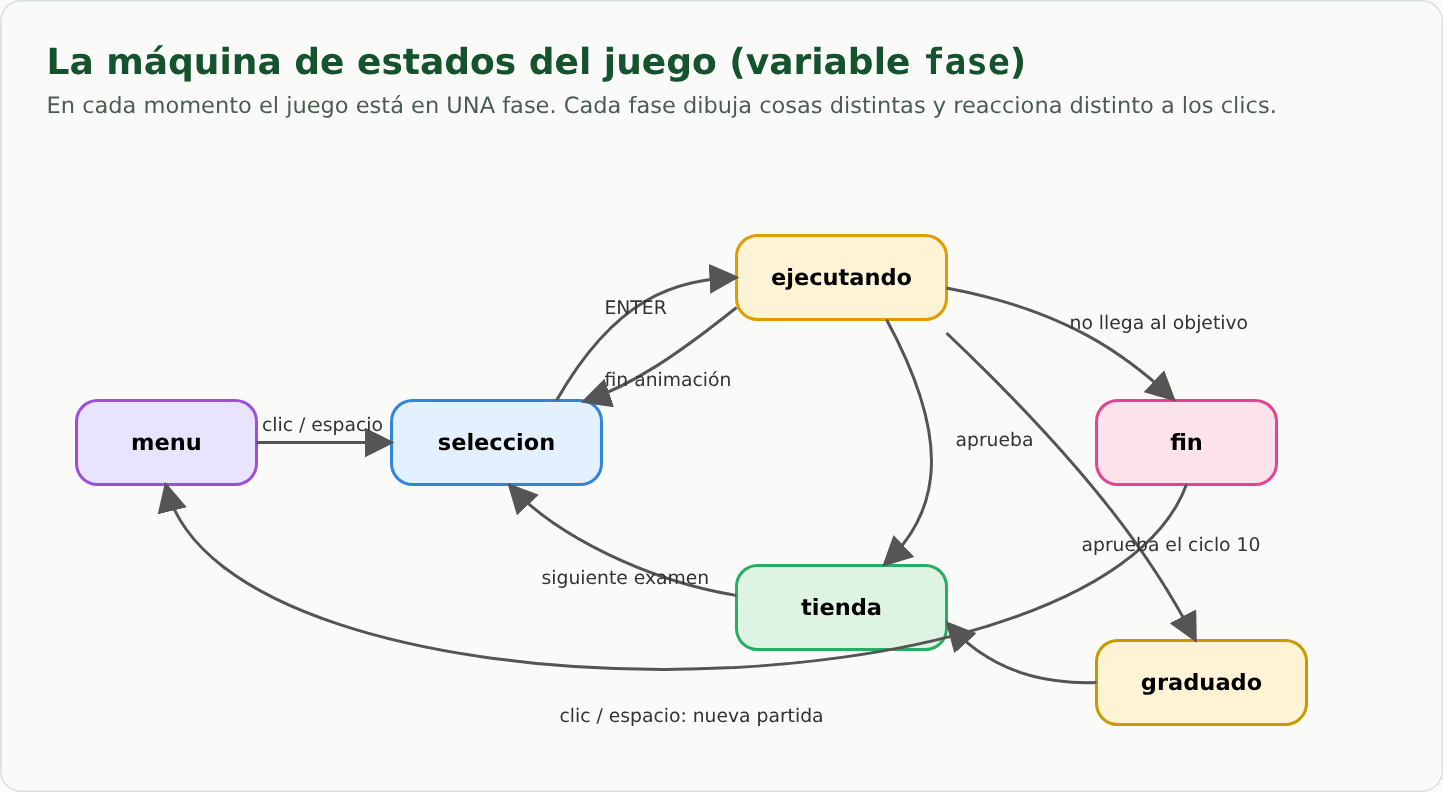 La máquina de estados del juego (variable fase)
En cada momento el juego está en UNA fase. Cada fase dibuja cosas distintas y reacciona distinto a los clics.
ejecutando
ENTER
no llega al objetivo
fin animación
clic / espacio
menu
seleccion
aprueba
fin
aprueba el ciclo 10
siguiente examen
tienda
graduado
clic / espacio: nueva partida